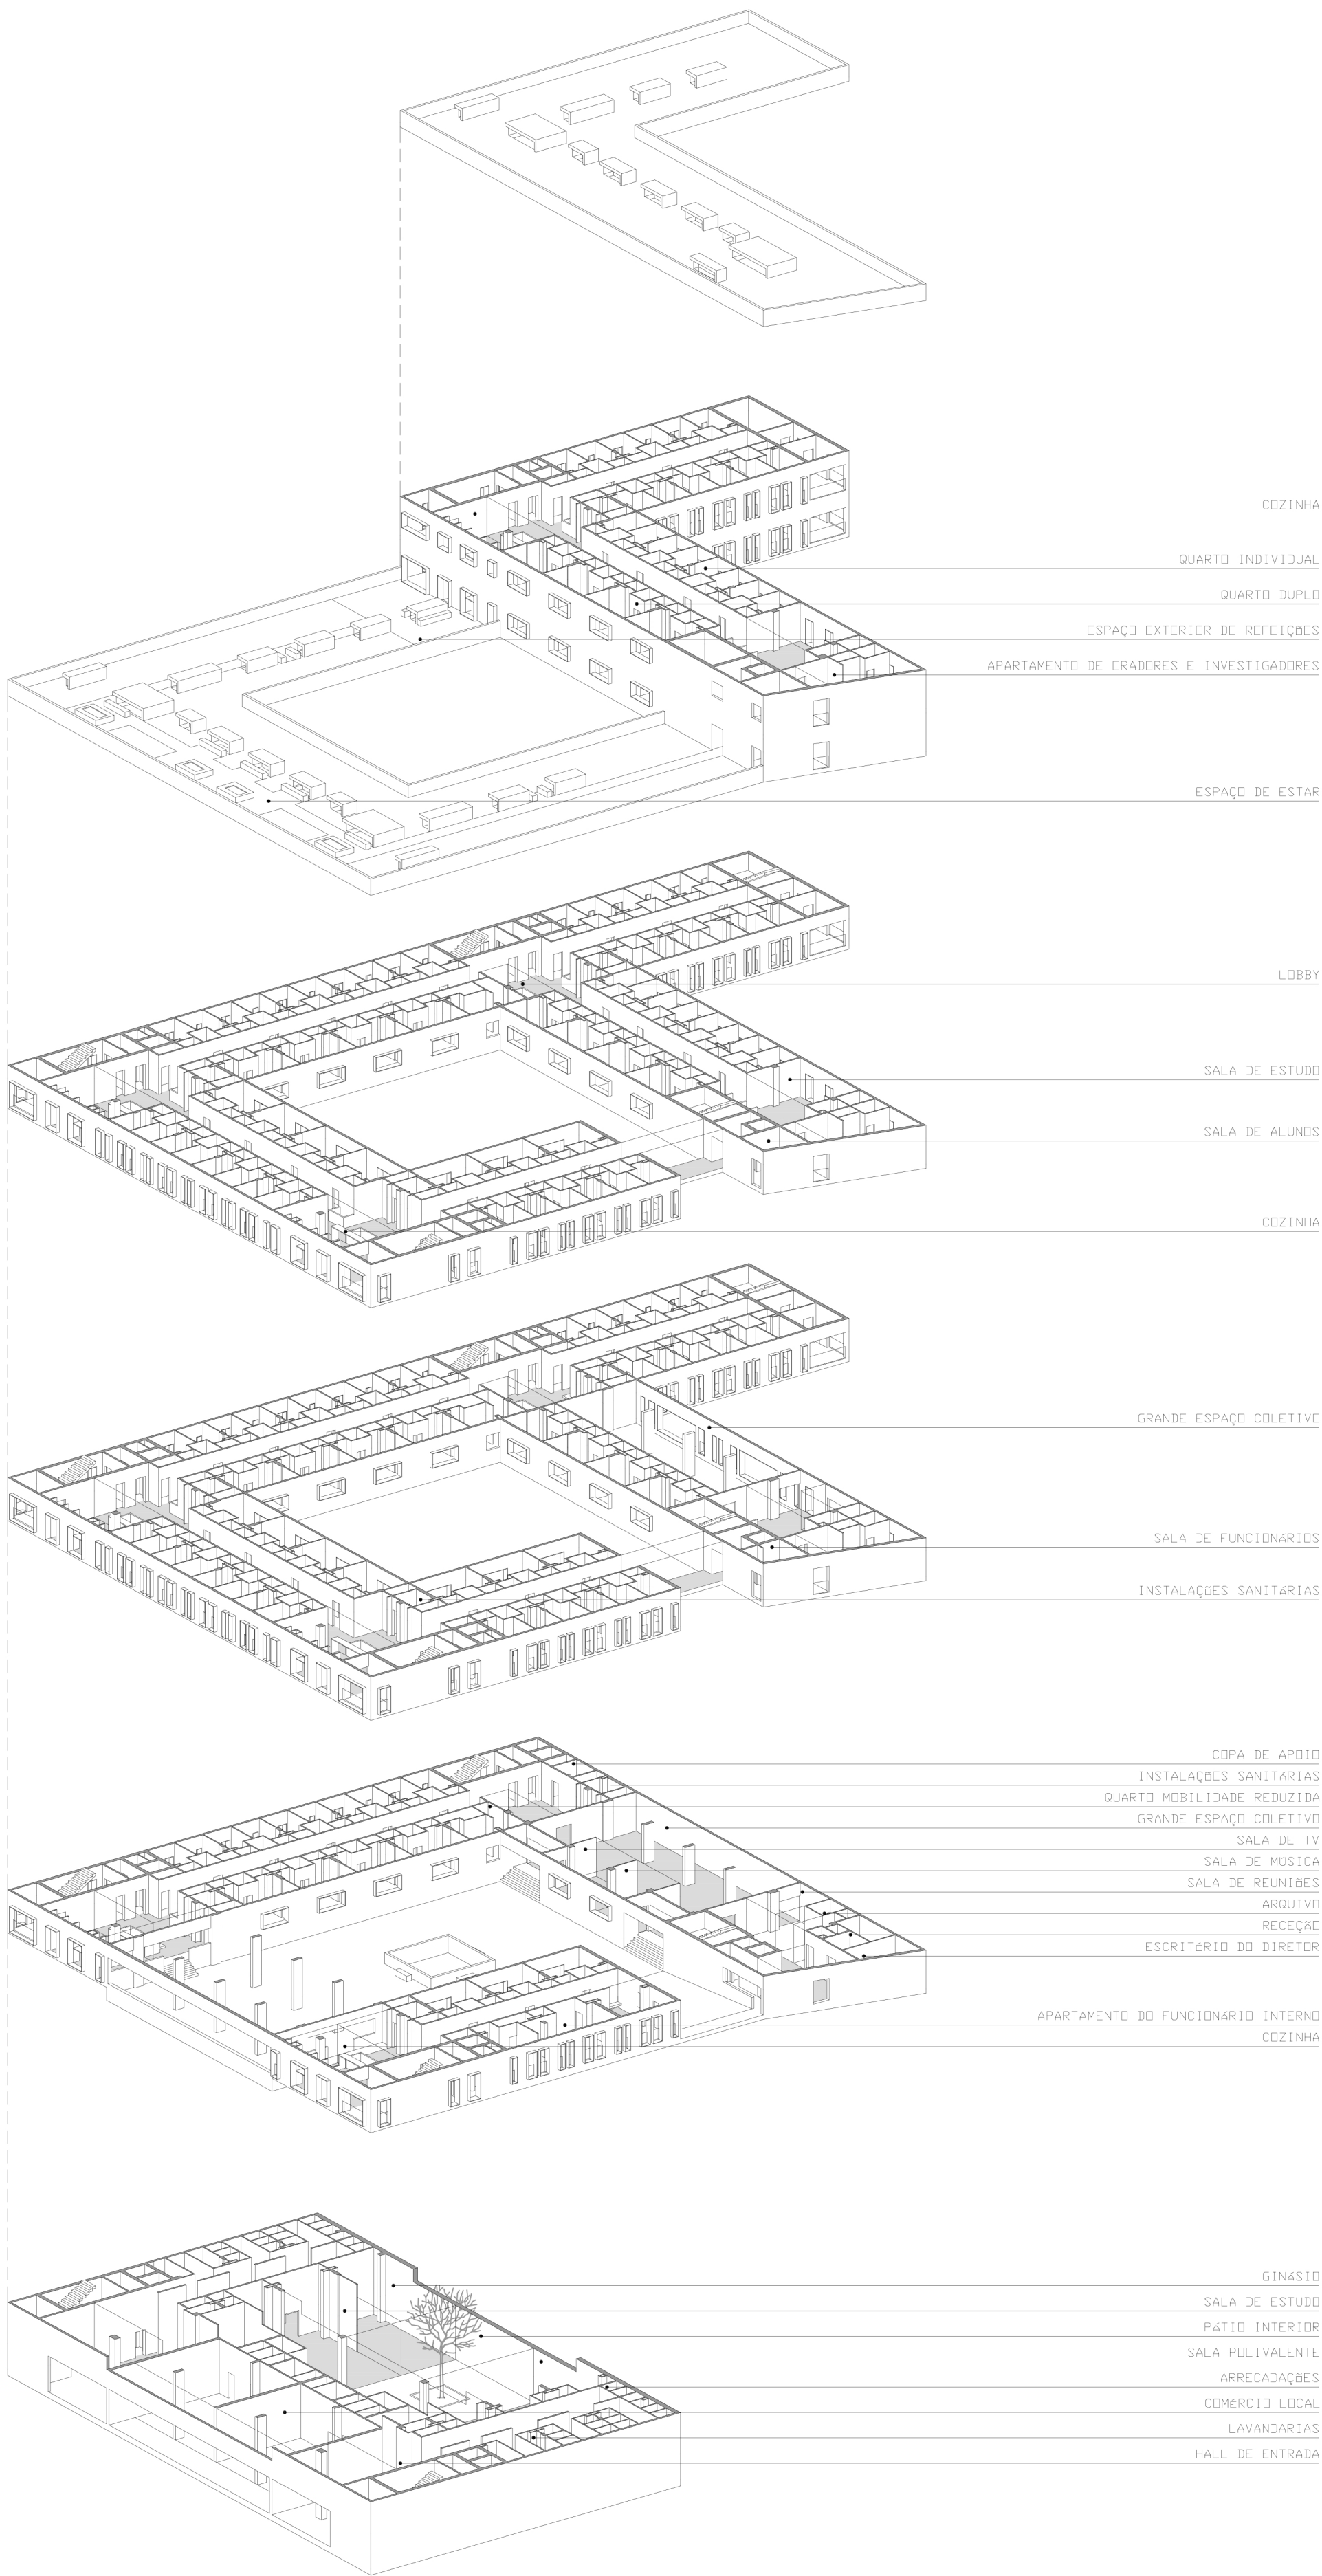 COZINHA
QUARTO INDIVIDUAL
QUARTO DUPLO
ESPAÇO EXTERIOR DE REFEIÇÕES
APARTAMENTO DE ORADORES E INVESTIGADORES
ESPAÇO DE ESTAR
LOBBY
SALA DE ESTUDO
SALA DE ALUNOS
COZINHA
GRANDE ESPAÇO COLETIVO
SALA DE FUNCIONÁRIOS
INSTALAÇÕES SANITÁRIAS
COPA DE APOIO
INSTALAÇÕES SANITÁRIAS
QUARTO MOBILIDADE REDUZIDA
GRANDE ESPAÇO COLETIVO
SALA DE TV
SALA DE MÚSICA
SALA DE REUNIÕES
ARQUIVO
RECEÇÃO
ESCRITÓRIO DO DIRETOR
APARTAMENTO DO FUNCIONÁRIO INTERNO
COZINHA
GINÁSIO
SALA DE ESTUDO
PÁTIO INTERIOR
SALA POLIVALENTE
ARRECADAÇÕES
COMÉRCIO LOCAL
LAVANDARIAS
HALL DE ENTRADA